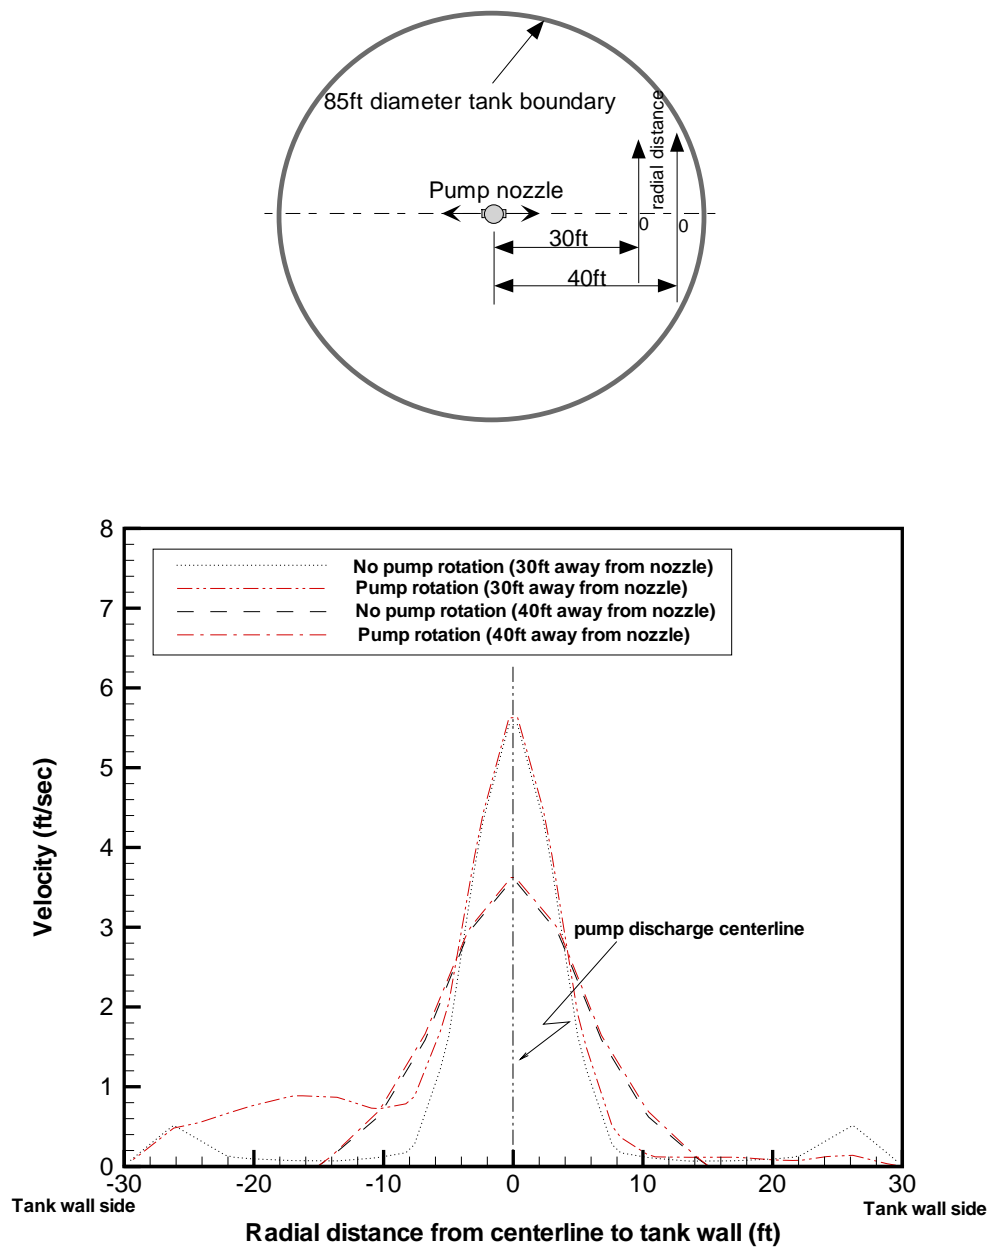 85ft diameter tank boundary
radial distance
Pump nozzle
0
0
30ft
40ft
8
7
6
5
4
3
2
1
0
No pump rotation (30ft away from nozzle)
Pump rotation (30ft away from nozzle)
No pump rotation (40ft away from nozzle)
Pump rotation (40ft away from nozzle)
pump discharge centerline
Velocity (ft/sec)
-30 -20 -10 0 10 20 30
Tank wall side Tank wall side
Radial distance from centerline to tank wall (ft)